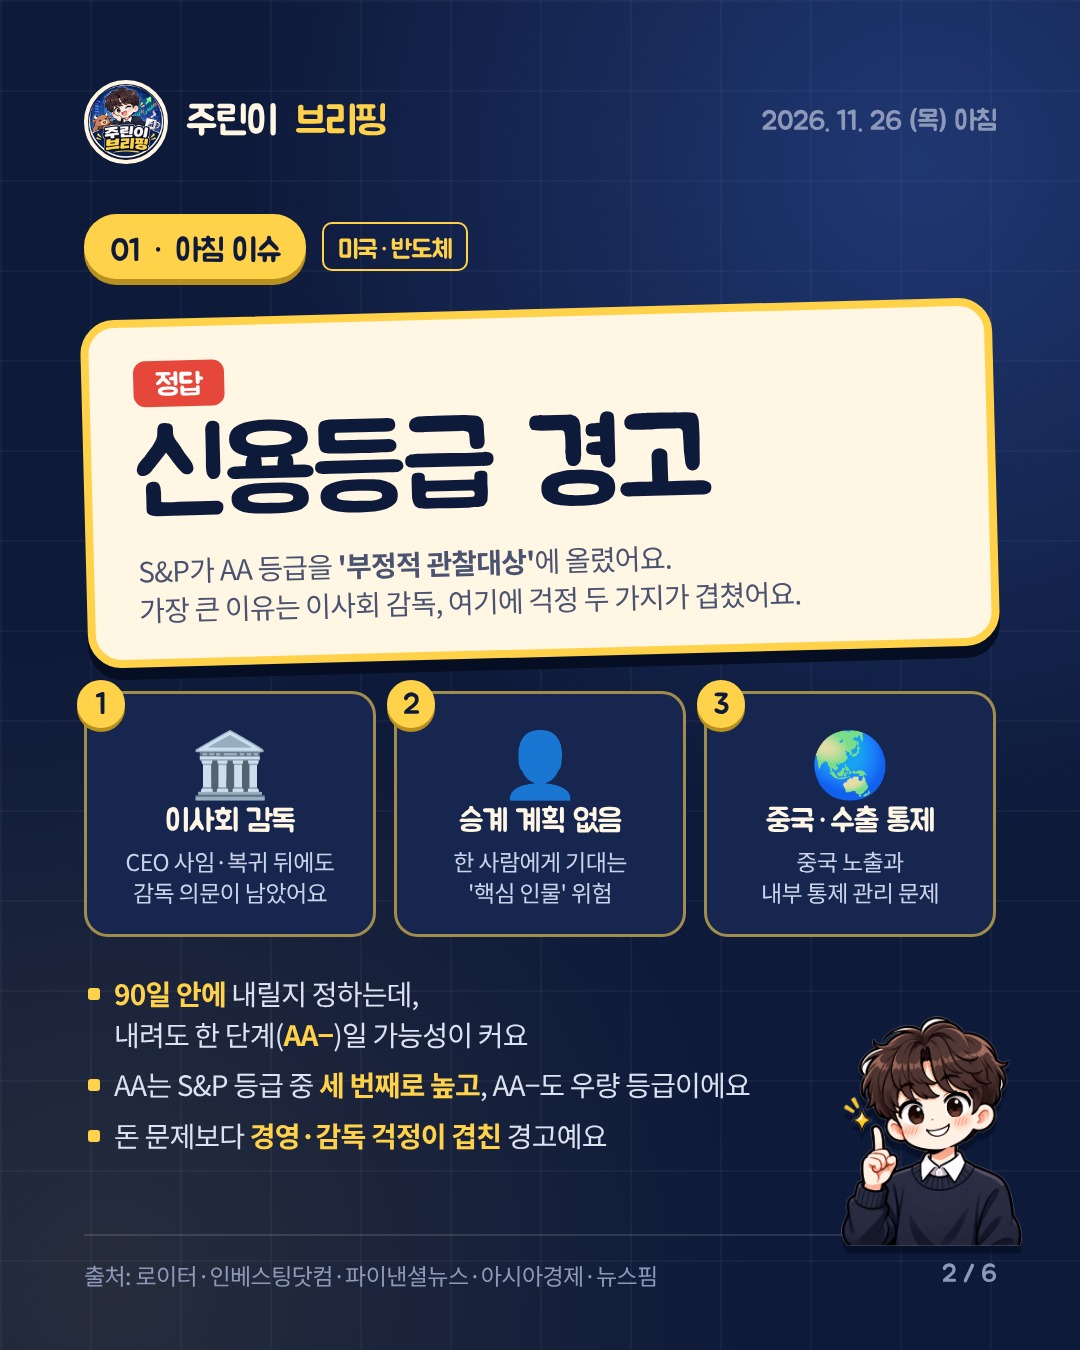 주린이 브리핑
주린이 브리핑
2026. 11. 26 (목) 아침
01 · 아침 이슈
미국·반도체
정답
신용등급 경고
S&P가 AA 등급을 '부정적 관찰대상'에 올렸어요.
가장 큰 이유는 이사회 감독, 여기에 걱정 두 가지가 겹쳤어요.
1
이사회 감독
CEO 사임·복귀 뒤에도
감독 의문이 남았어요
2
승계 계획 없음
한 사람에게 기대는
'핵심 인물' 위험
3
중국·수출 통제
중국 노출과
내부 통제 관리 문제
90일 안에 내릴지 정하는데,
내려도 한 단계(AA−)일 가능성이 커요
AA는 S&P 등급 중 세 번째로 높고, AA−도 우량 등급이에요
돈 문제보다 경영·감독 걱정이 겹친 경고예요
출처: 로이터·인베스팅닷컴·파이낸셜뉴스·아시아경제·뉴스핌
2 / 6